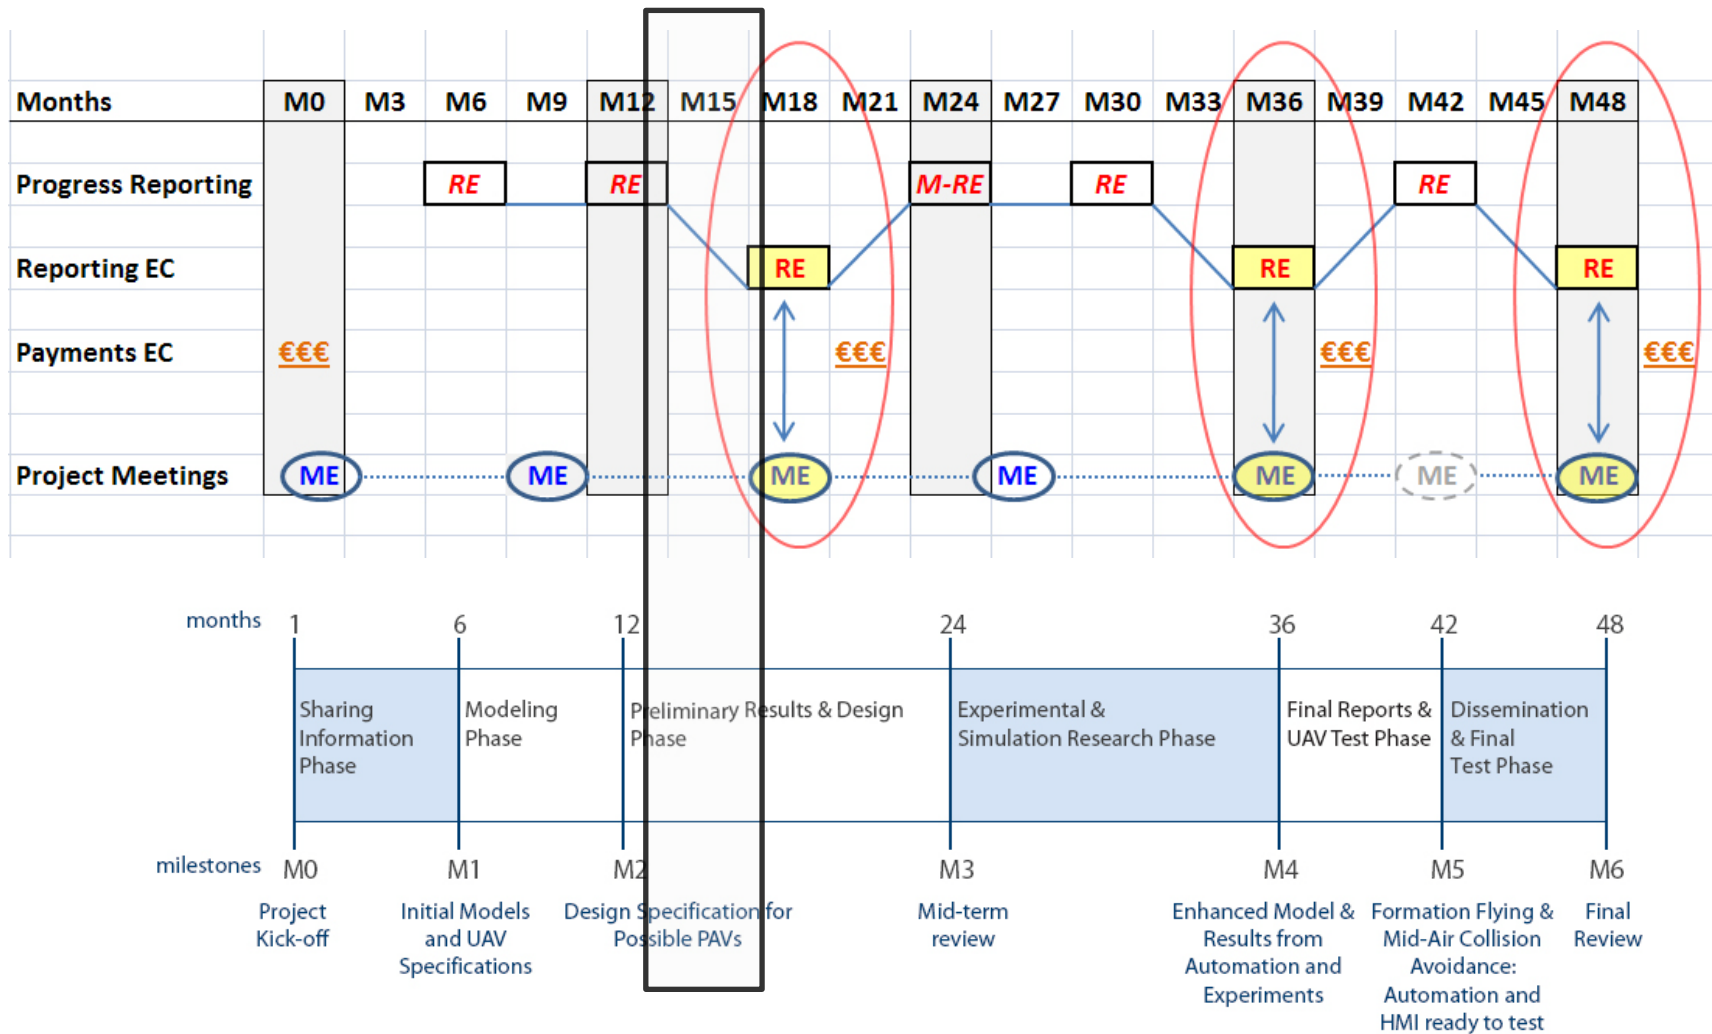 Months M0 M3 M6 M9 M12 M15 M18 M21 M24 M27 M30 M33 M36 M39 M42 M45 M48
Progress Reporting RE RE M-RE RE RE
Reporting EC RE RE RE
Payments EC €€€ €€€ €€€ €€€
Project Meetings ME ME ME ME ME ME ME
months 1 6 12 24 36 42 48
Sharing
Information
Phase
Modeling
Phase
Preliminary Results & Design
Phase
Experimental &
Simulation Research Phase
Final Reports &
UAV Test Phase
Dissemination
& Final
Test Phase
milestones M0 M1 M2 M3 M4 M5 M6
Project
Kick-off
Initial Models
and UAV
Specifications
Design Specification for
Possible PAVs
Mid-term
review
Enhanced Model &
Results from
Automation and
Experiments
Formation Flying &
Mid-Air Collision
Avoidance:
Automation and
HMI ready to test
Final
Review